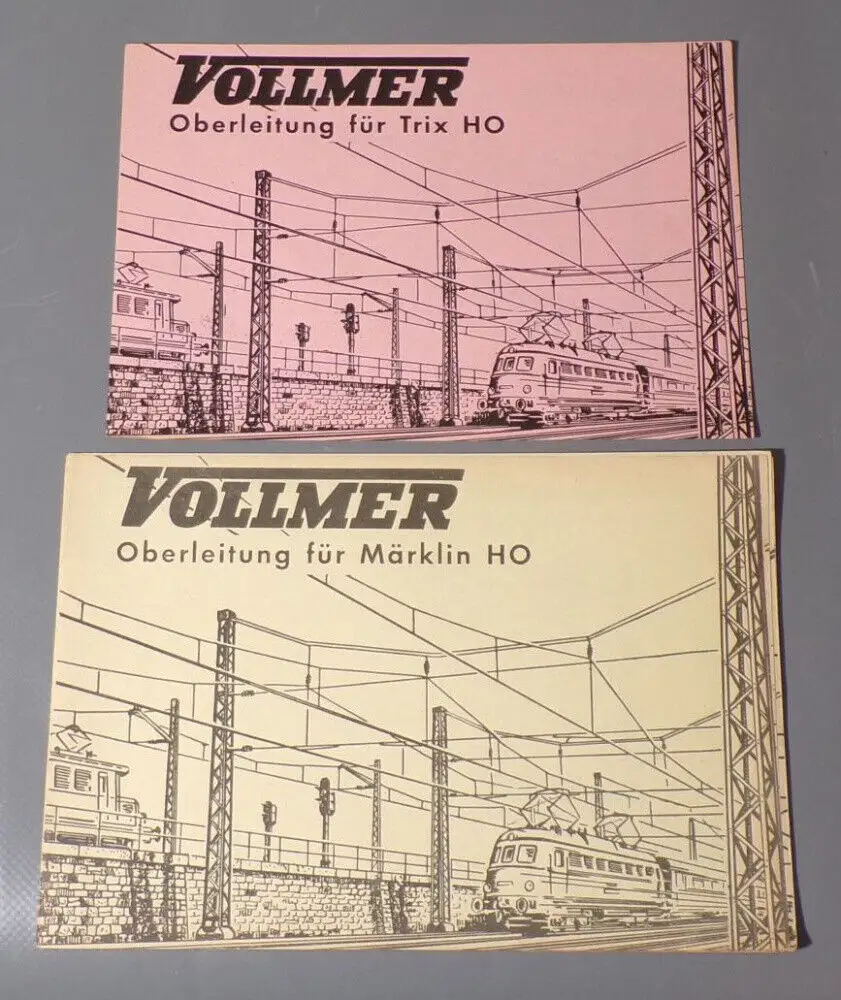 VOLLMER
Oberleitung für Trix HO
VOLLMER
Oberleitung für Märklin HO